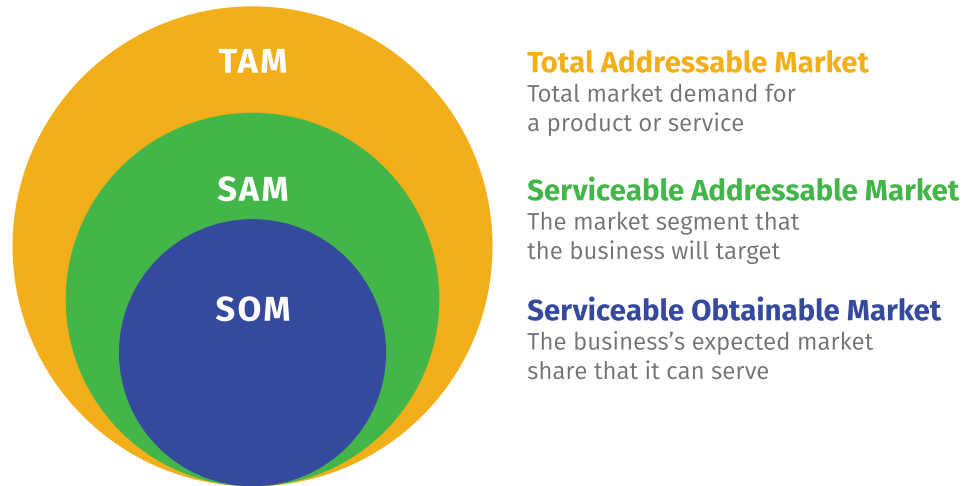 TAM
Total Addressable Market
Total market demand for
a product or service
SAM
Serviceable Addressable Market
The market segment that
the business will target
SOM
Serviceable Obtainable Market
The business’s expected market
share that it can serve